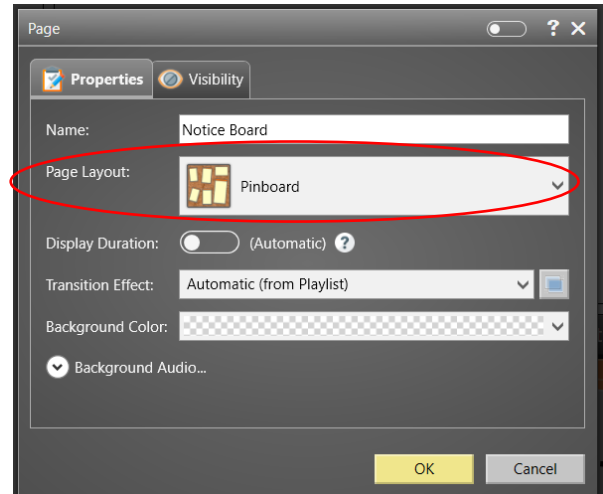 Page ?
Properties Visibility
Name: Notice Board
Page Layout: Pinboard
Display Duration: (Automatic) ?
Transition Effect: Automatic (from Playlist)
Background Color:
Background Audio...
OK Cancel